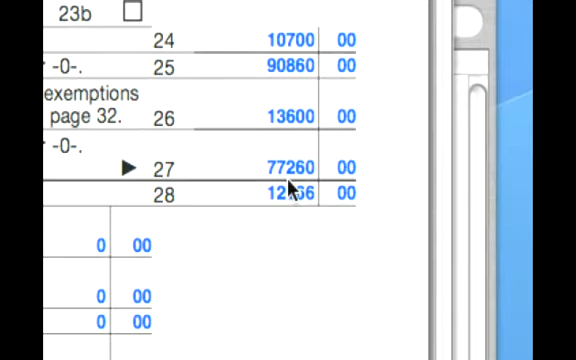 23b
24 10700 00
-0-. 25 90860 00
exemptions
page 32. 26 13600 00
-0-.
27 77260 00
28 00
0 00
0 00
0 00